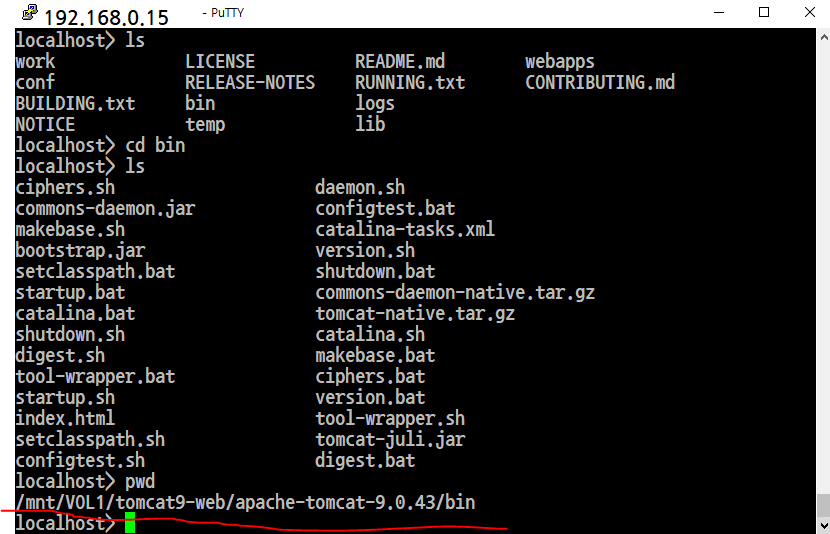 192.168.0.15 - PuTTY
localhost> ls
work LICENSE README.md webapps
conf RELEASE-NOTES RUNNING.txt CONTRIBUTING.md
BUILDING.txt bin logs
NOTICE temp lib
localhost> cd bin
localhost> ls
ciphers.sh daemon.sh
commons-daemon.jar configtest.bat
makebase.sh catalina-tasks.xml
bootstrap.jar version.sh
setclasspath.bat shutdown.bat
startup.bat commons-daemon-native.tar.gz
catalina.bat tomcat-native.tar.gz
shutdown.sh catalina.sh
digest.sh makebase.bat
tool-wrapper.bat ciphers.bat
startup.sh version.bat
index.html tool-wrapper.sh
setclasspath.sh tomcat-juli.jar
configtest.sh digest.bat
localhost> pwd
/mnt/VOL1/tomcat9-web/apache-tomcat-9.0.43/bin
localhost>